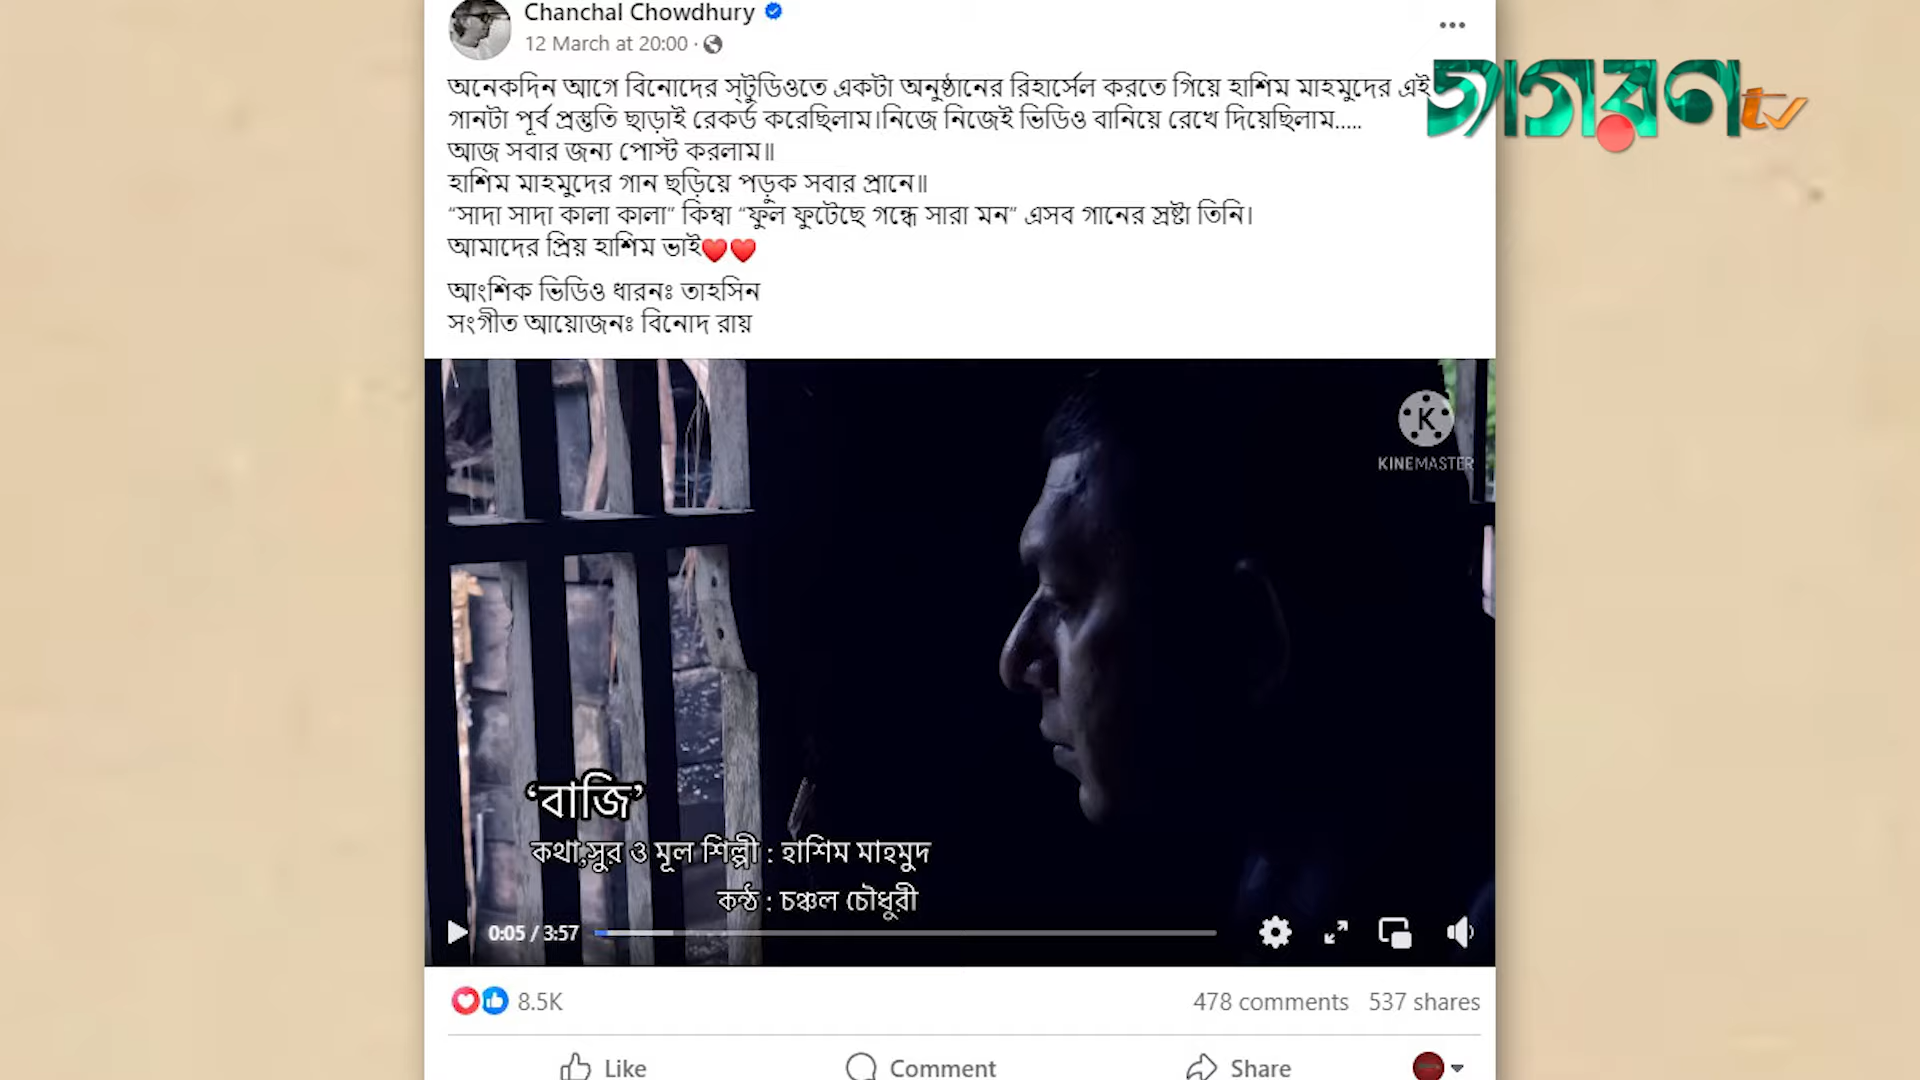 Chanchal Chowdhury
12 March at 20:00 ·
অনেকদিন আগে বিনোদের স্টুডিওতে একটা অনুষ্ঠানের রিহার্সেল করতে গিয়ে হাশিম মাহমুদের এই
গানটা পূর্ব প্রস্তুতি ছাড়াই রেকর্ড করেছিলাম।নিজে নিজেই ভিডিও বানিয়ে রেখে দিয়েছিলাম.....
আজ সবার জন্য পোস্ট করলাম॥
হাশিম মাহমুদের গান ছড়িয়ে পড়ুক সবার প্রানে॥
“সাদা সাদা কালা কালা” কিম্বা “ফুল ফুটেছে গন্ধে সারা মন” এসব গানের স্রষ্টা তিনি।
আমাদের প্রিয় হাশিম ভাই❤️❤️
আংশিক ভিডিও ধারনঃ তাহসিন
সংগীত আয়োজনঃ বিনোদ রায়
জাগরণ tv
K
KINEMASTER
‘বাজি’
কথা,সুর ও মূল শিল্পী : হাশিম মাহমুদ
কন্ঠ : চঞ্চল চৌধুরী
0:05 / 3:57
8.5K
478 comments 537 shares
Like Comment Share